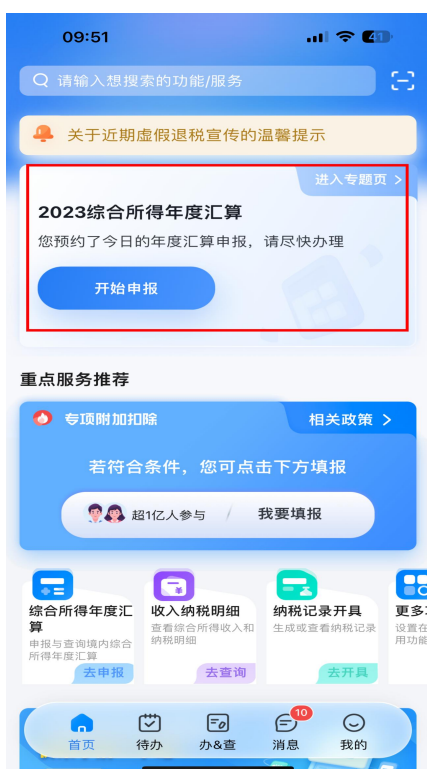 09:51
41
请输入想搜索的功能/服务
关于近期虚假退税宣传的温馨提示
进入专题页 >
2023综合所得年度汇算
您预约了今日的年度汇算申报，请尽快办理
开始申报
重点服务推荐
专项附加扣除
相关政策 >
若符合条件，您可点击下方填报
超1亿人参与 / 我要填报
综合所得年度汇算
申报与查询境内综合所得年度汇算
去申报
收入纳税明细
查看综合所得收入和纳税明细
去查询
纳税记录开具
生成或查看纳税记录
去开具
更多
设置在
用功能
10
首页 待办 办&查 消息 我的